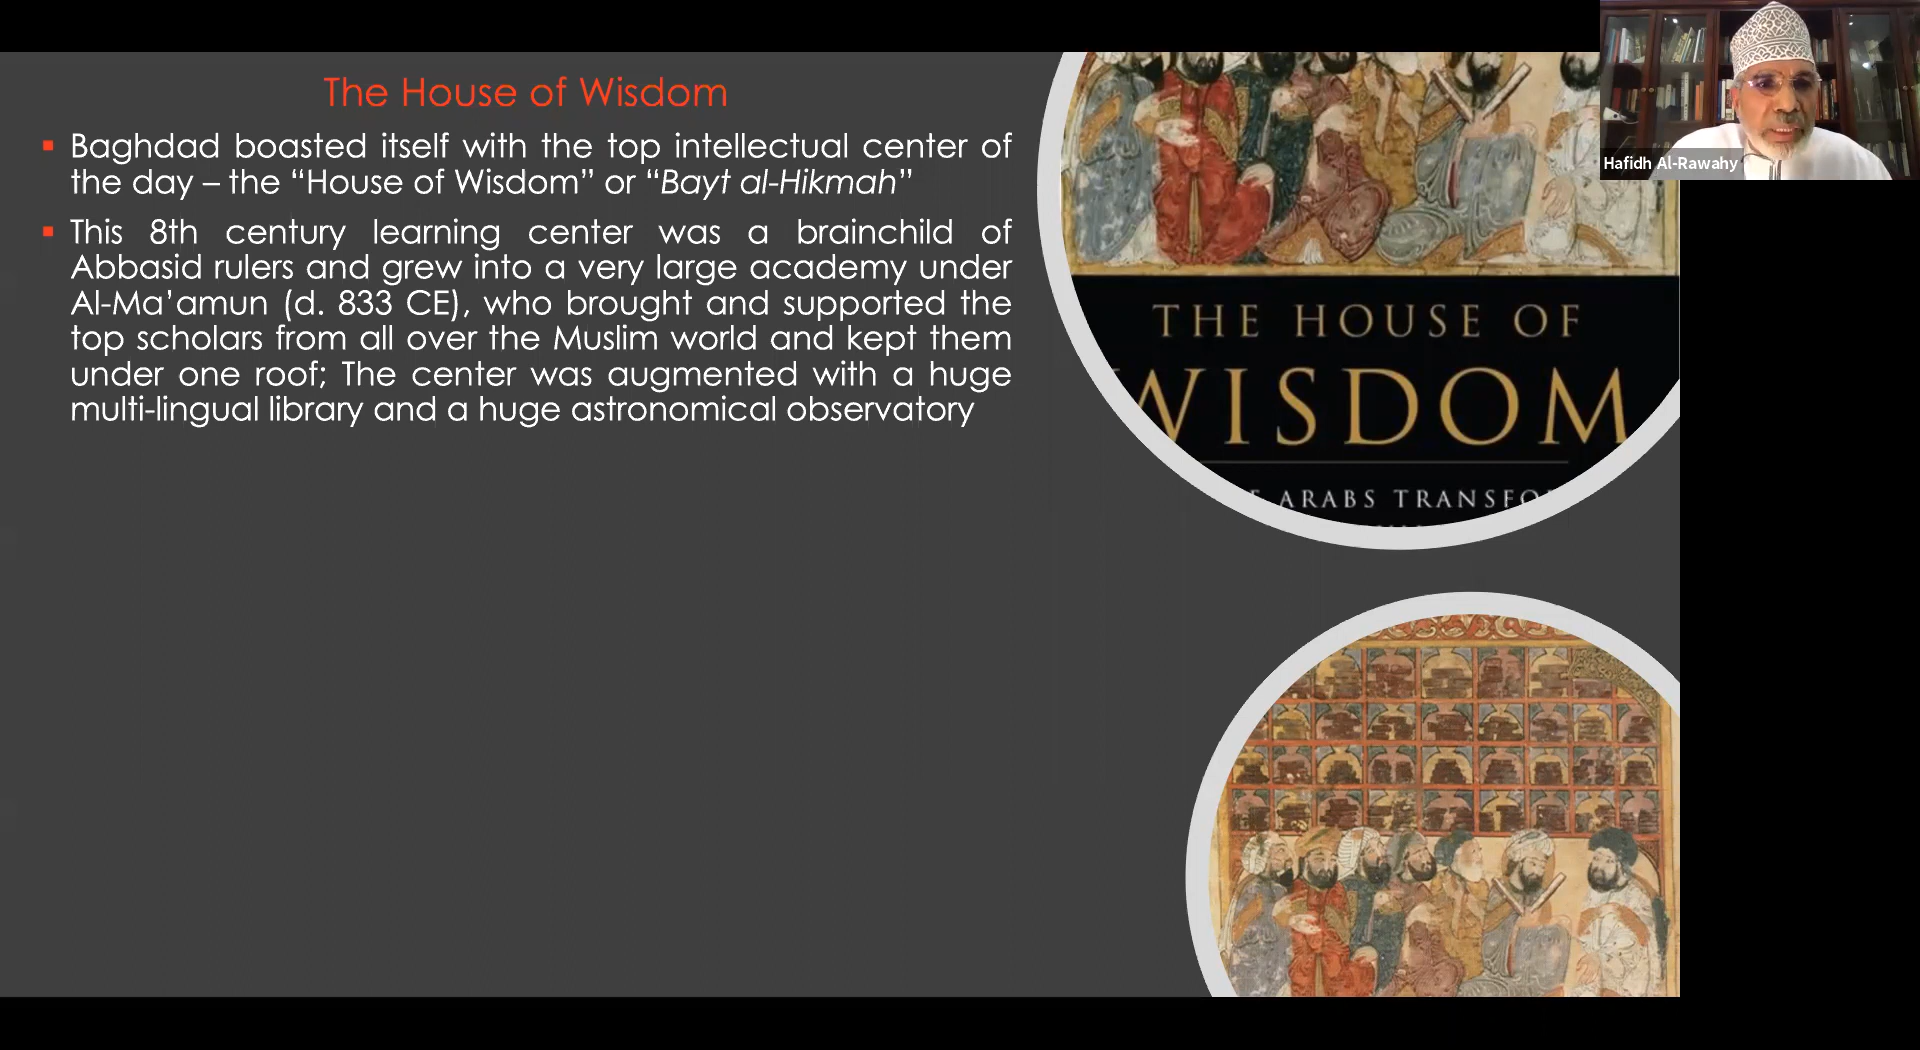 The House of Wisdom
▪ Baghdad boasted itself with the top intellectual center of
the day – the “House of Wisdom” or “Bayt al-Hikmah”
▪ This 8th century learning center was a brainchild of
Abbasid rulers and grew into a very large academy under
Al-Ma’amun (d. 833 CE), who brought and supported the
top scholars from all over the Muslim world and kept them
under one roof; The center was augmented with a huge
multi-lingual library and a huge astronomical observatory
THE HOUSE OF
WISDOM
ARABS
Hafidh Al-Rawahy